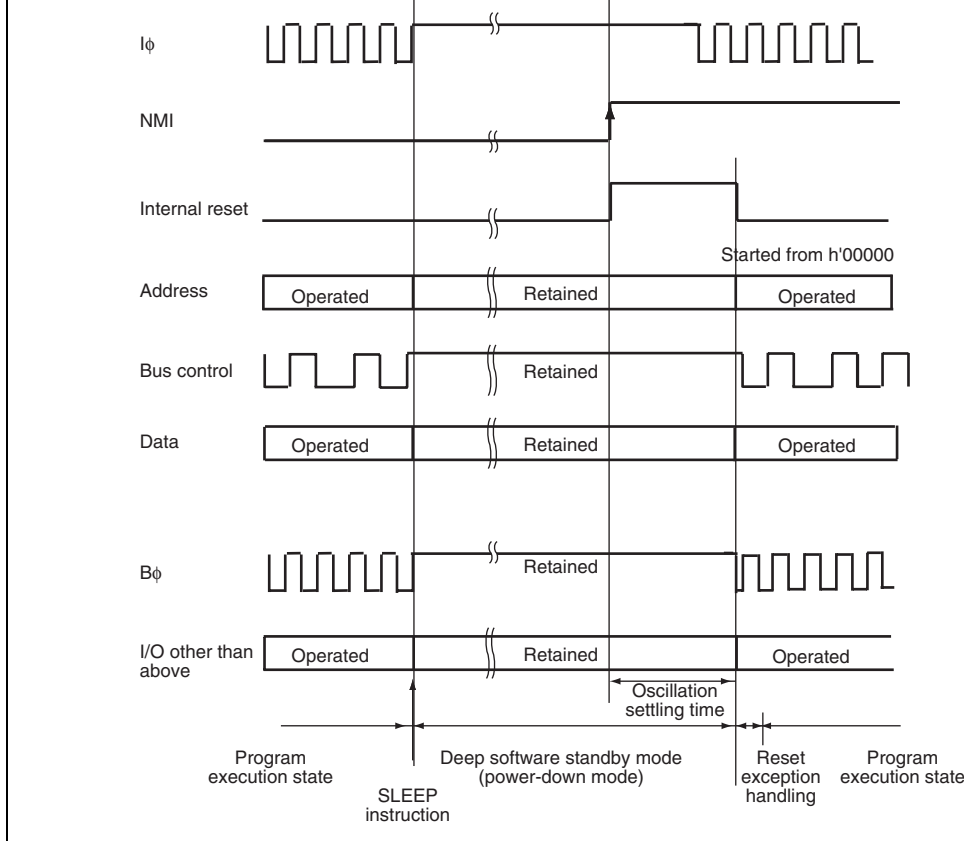 Iϕ
NMI
Internal reset
Started from h'00000
Address
Operated
Retained
Operated
Bus control
Retained
Data
Operated
Retained
Operated
Bϕ
Retained
I/O other than
above
Operated
Retained
Operated
Oscillation
settling time
Program
execution state
Deep software standby mode
(power-down mode)
Reset
exception
handling
Program
execution state
SLEEP
instruction